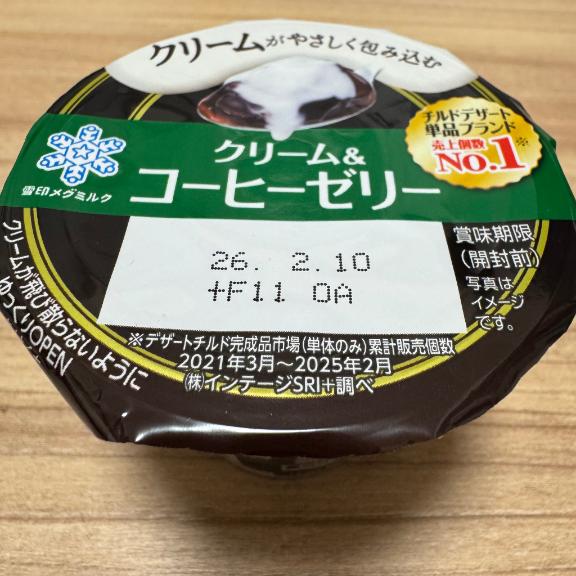 クリームがやさしく包み込む
チルドデザート
単品ブランド
売上個数
No.1※
雪印メグミルク
クリーム&
コーヒーゼリー
賞味期限
(開封前)
写真は
イメージ
です。
26. 2.10
+F11 OA
クリームが飛び散らないように
ゆっくりOPEN
※デザートチルド完成品市場(単体のみ)累計販売個数
2021年3月〜2025年2月
㈱インテージSRI+調べ